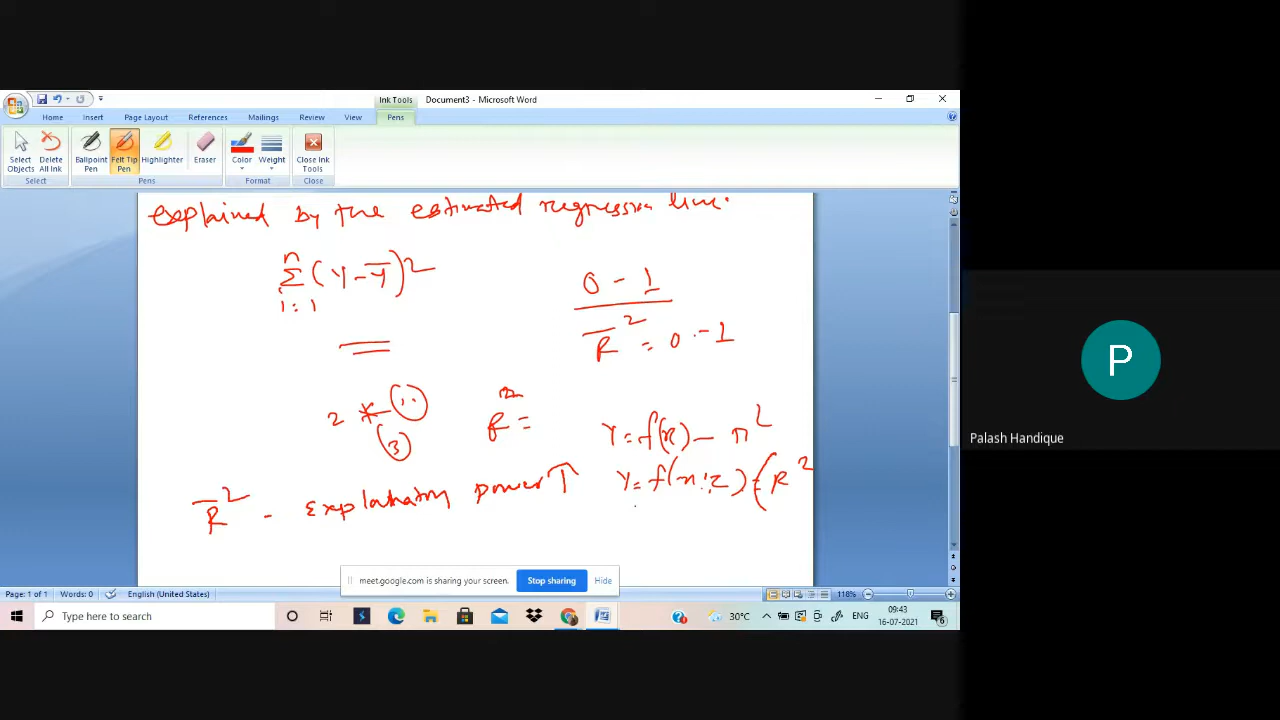 Ink Tools
Document3 - Microsoft Word
Home Insert Page Layout References Mailings Review View Pens
Select Objects
Delete All Ink
Ballpoint Pen
Felt Tip Pen
Highlighter
Eraser
Color
Weight
Close Ink Tools
Select Pens Format Close
explained by the estimated regression line.
n
Σ (Y - Y̅)²
i = 1
0 - 1
R̅² = 0 - 1
2 *
3
R² =
Y = f(x) - r²
Y = f(x, z) - R²
R̅² - Explanatory power ↑
meet.google.com is sharing your screen. Stop sharing Hide
Page: 1 of 1 Words: 0 English (United States) 118%
Type here to search
30°C ENG
09:43
16-07-2021
6
P
Palash Handique